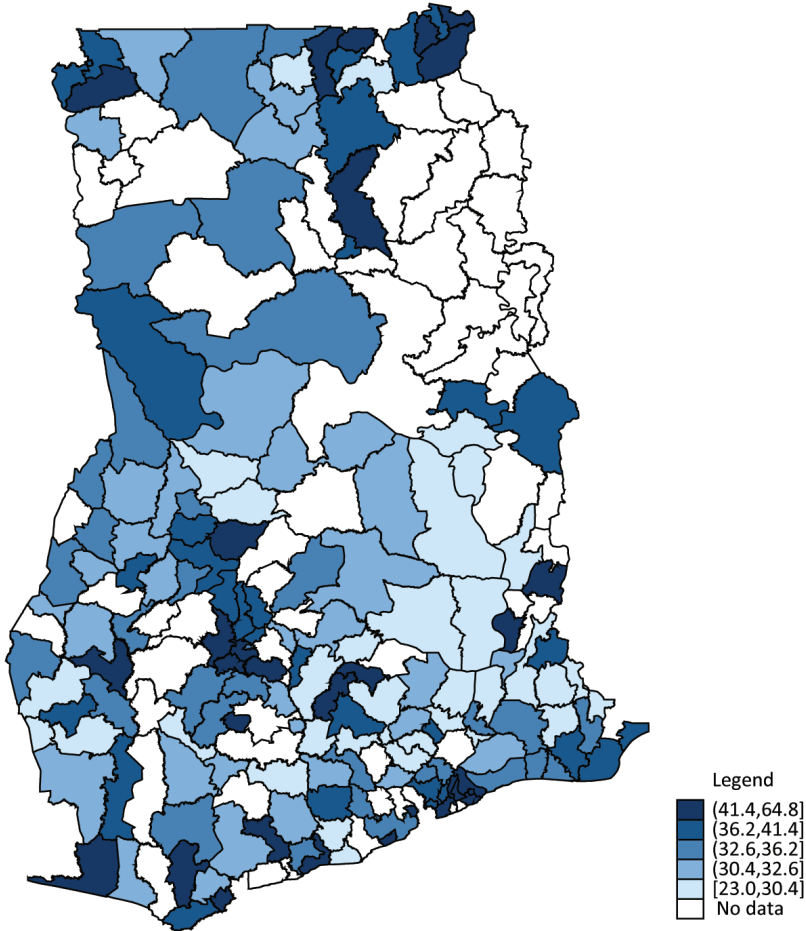 Legend
(41.4,64.8]
(36.2,41.4]
(32.6,36.2]
(30.4,32.6]
[23.0,30.4]
No data